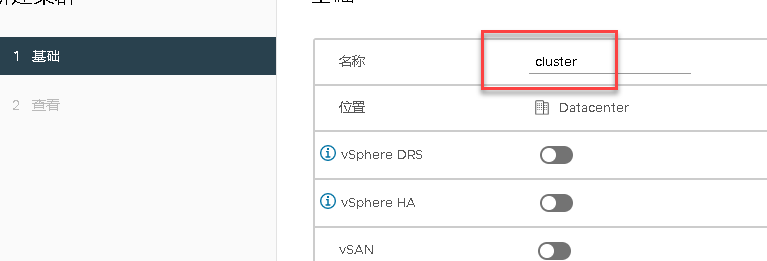 新建集群
基础
1 基础
名称 cluster
2 查看
位置 Datacenter
vSphere DRS
vSphere HA
vSAN